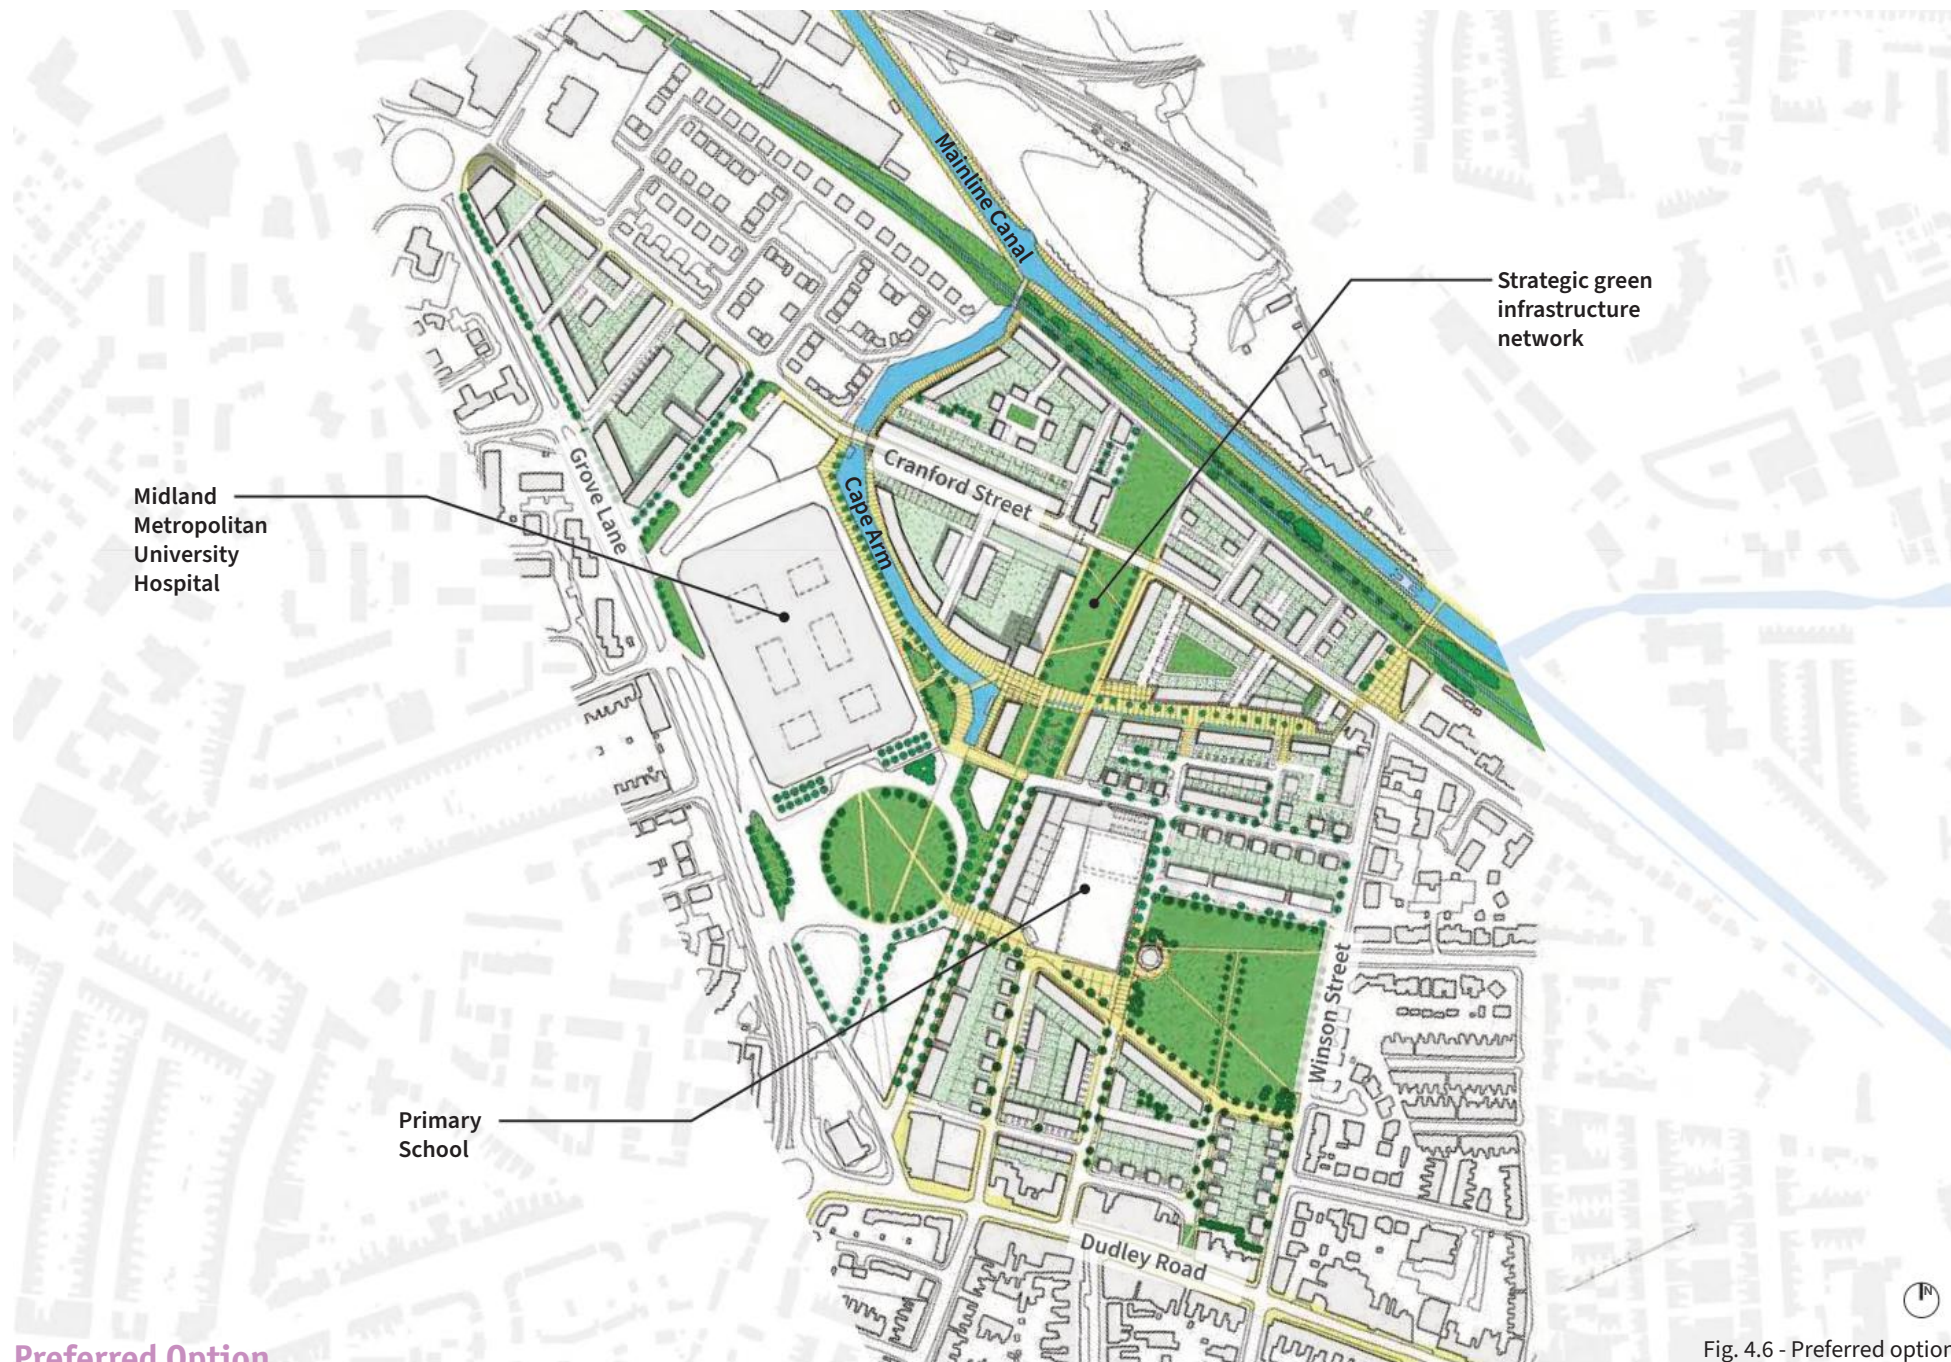 Mainline Canal
Strategic green
infrastructure
network
Midland
Metropolitan
University
Hospital
Grove Lane
Cranford Street
Cape Arm
Winson Street
Primary
School
Dudley Road
N
Preferred Option
Fig. 4.6 - Preferred option